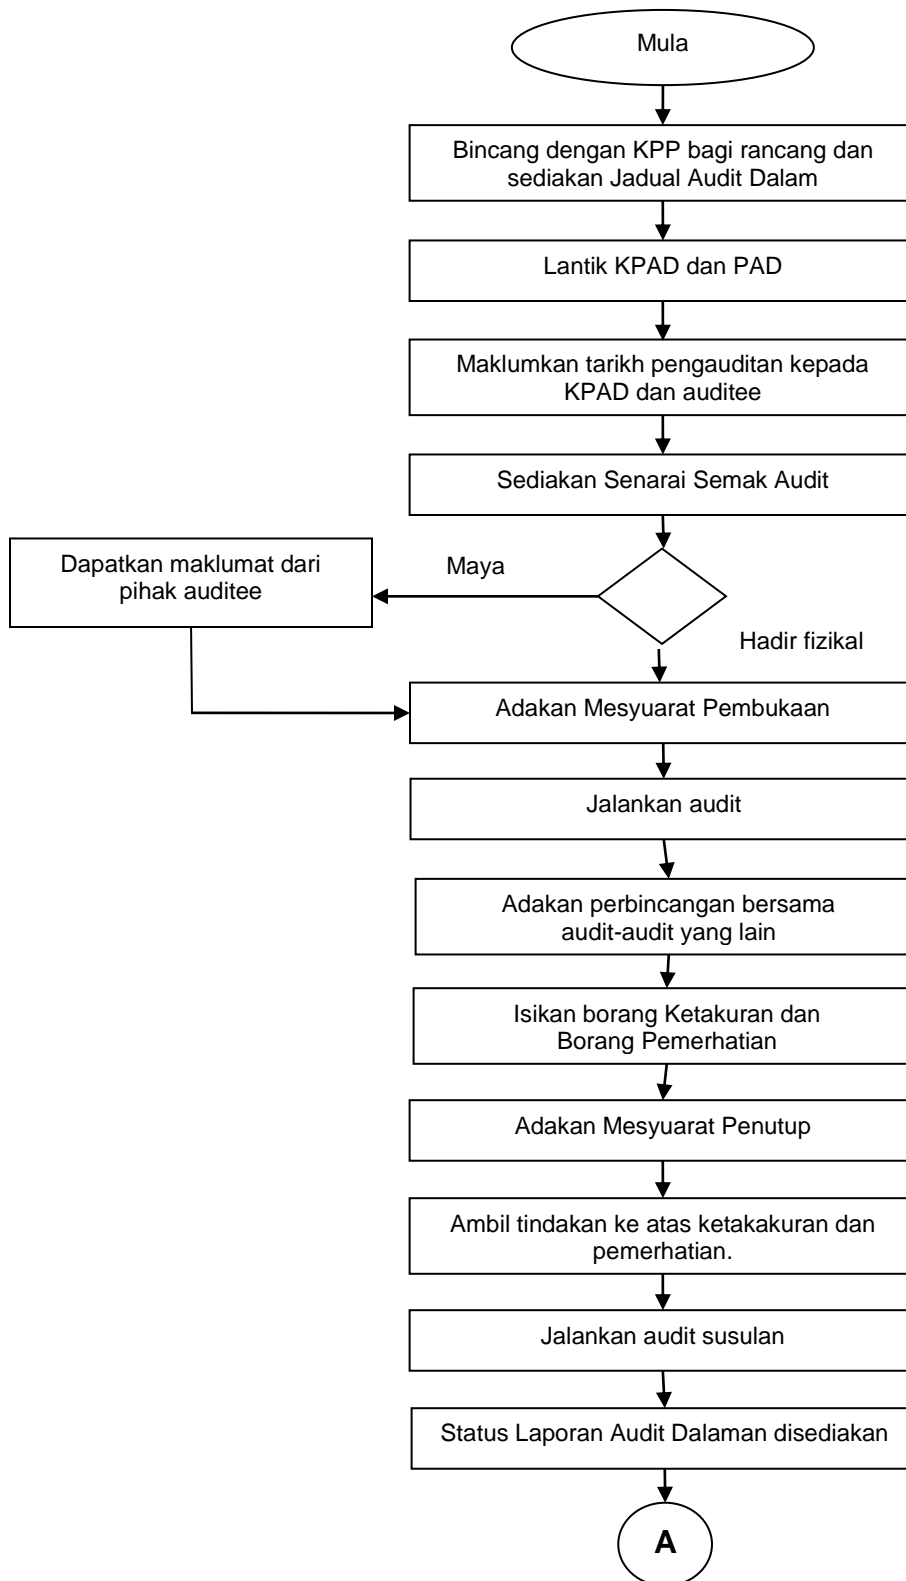 Mula
Bincang dengan KPP bagi rancang dan
sediakan Jadual Audit Dalam
Lantik KPAD dan PAD
Maklumkan tarikh pengauditan kepada
KPAD dan auditee
Sediakan Senarai Semak Audit
Dapatkan maklumat dari
pihak auditee
Maya
Hadir fizikal
Adakan Mesyuarat Pembukaan
Jalankan audit
Adakan perbincangan bersama
audit-audit yang lain
Isikan borang Ketakuran dan
Borang Pemerhatian
Adakan Mesyuarat Penutup
Ambil tindakan ke atas ketakakuran dan
pemerhatian.
Jalankan audit susulan
Status Laporan Audit Dalaman disediakan
A